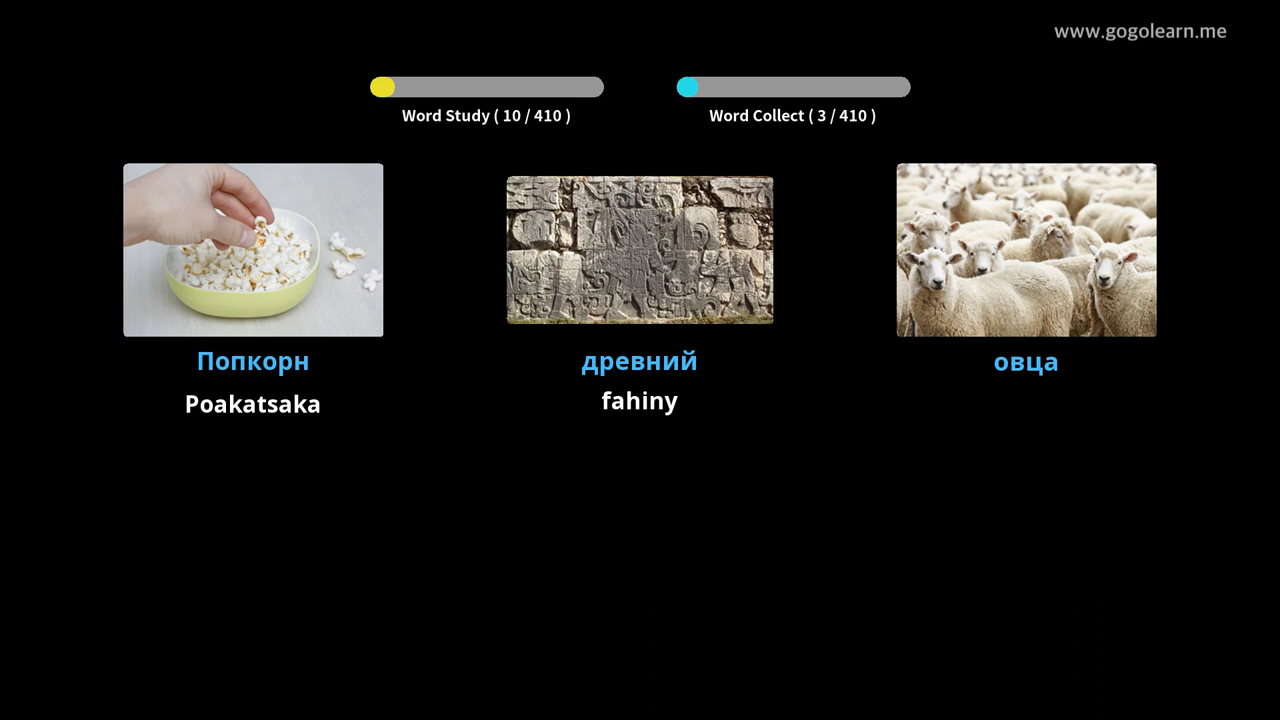 www.gogolearn.me
Word Study ( 10 / 410 )
Word Collect ( 3 / 410 )
Попкорн
древний
овца
Poakatsaka
fahiny